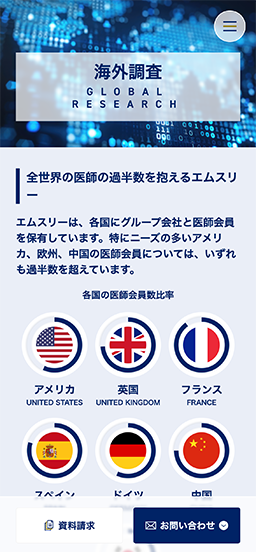 海外調査
GLOBAL
RESEARCH
全世界の医師の過半数を抱えるエムスリ
ー
エムスリーは、各国にグループ会社と医師会員
を保有しています。特にニーズの多いアメリ
カ、欧州、中国の医師会員については、いずれ
も過半数を超えています。
各国の医師会員数比率
アメリカ 英国 フランス
UNITED STATES UNITED KINGDOM FRANCE
スペイン ドイツ 中国
資料請求 お問い合わせ